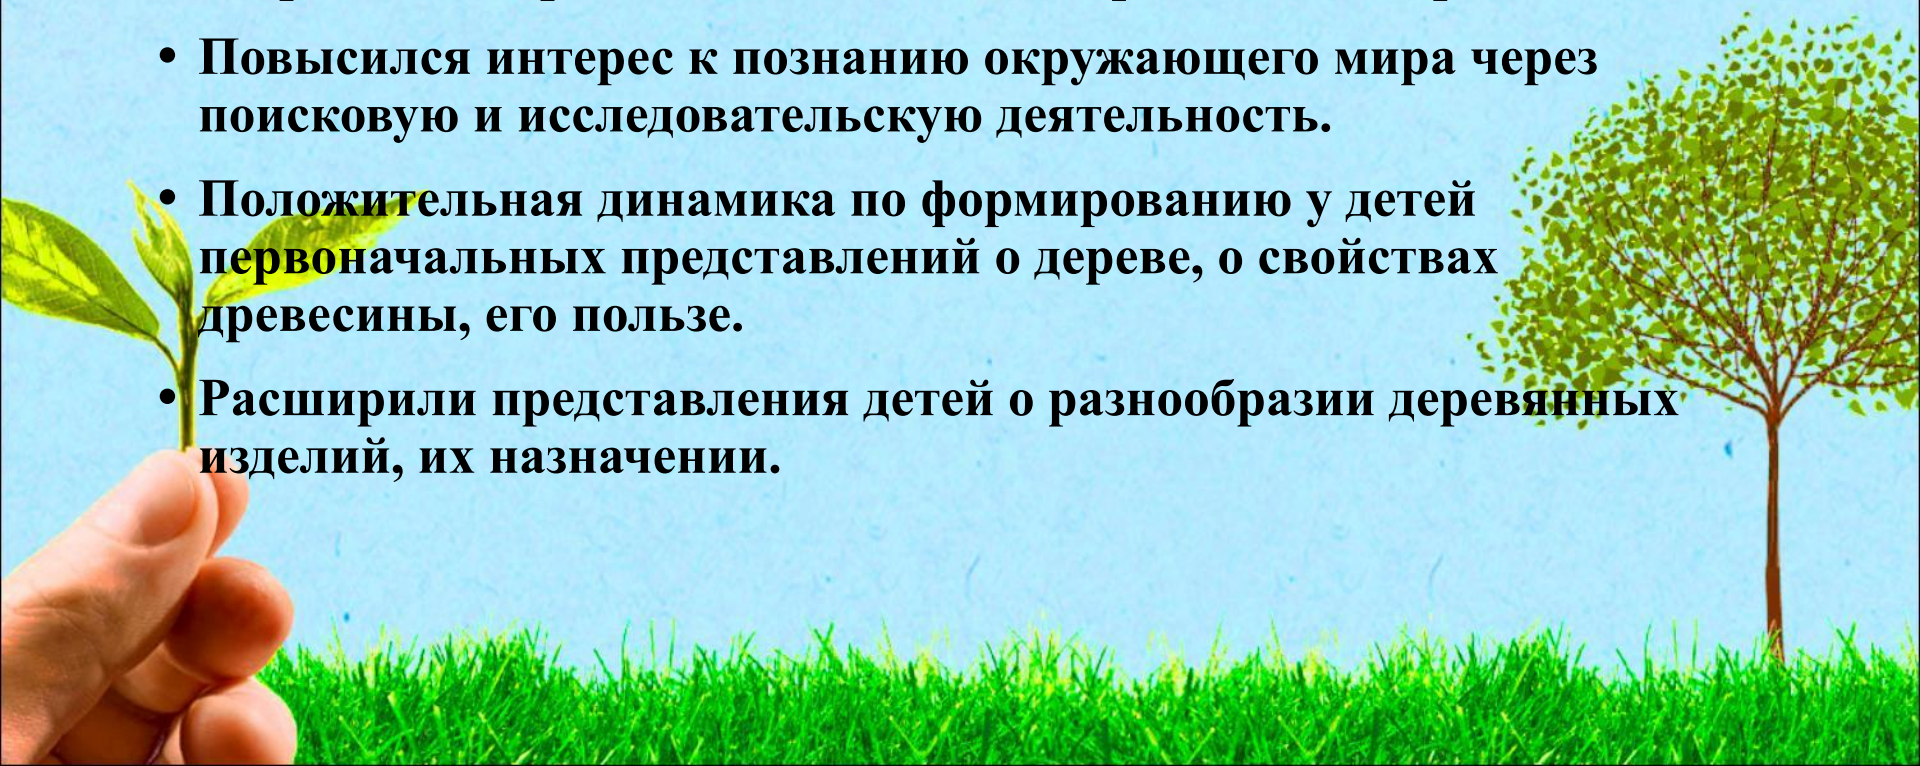 • Повысился интерес к познанию окружающего мира через
поисковую и исследовательскую деятельность.
• Положительная динамика по формированию у детей
первоначальных представлений о дереве, о свойствах
древесины, его пользе.
• Расширили представления детей о разнообразии деревянных
изделий, их назначении.